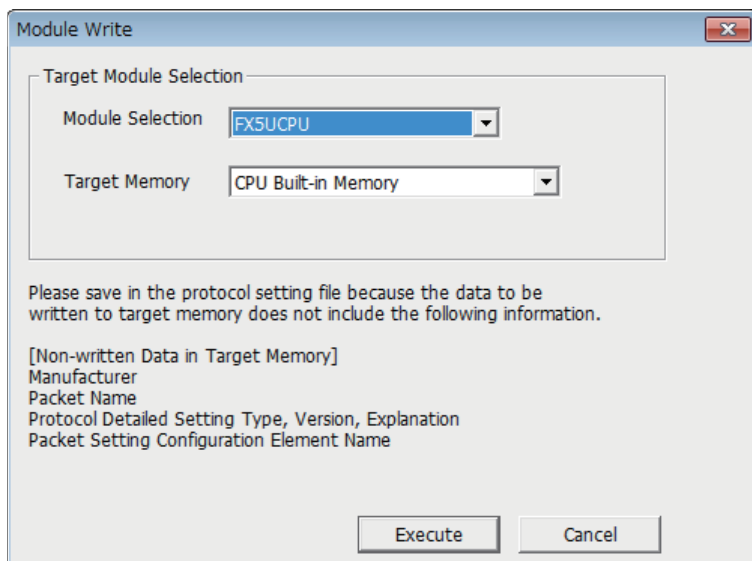 Module Write
Target Module Selection
Module Selection
FX5UCPU
Target Memory
CPU Built-in Memory
Please save in the protocol setting file because the data to be
written to target memory does not include the following information.
[Non-written Data in Target Memory]
Manufacturer
Packet Name
Protocol Detailed Setting Type, Version, Explanation
Packet Setting Configuration Element Name
Execute
Cancel